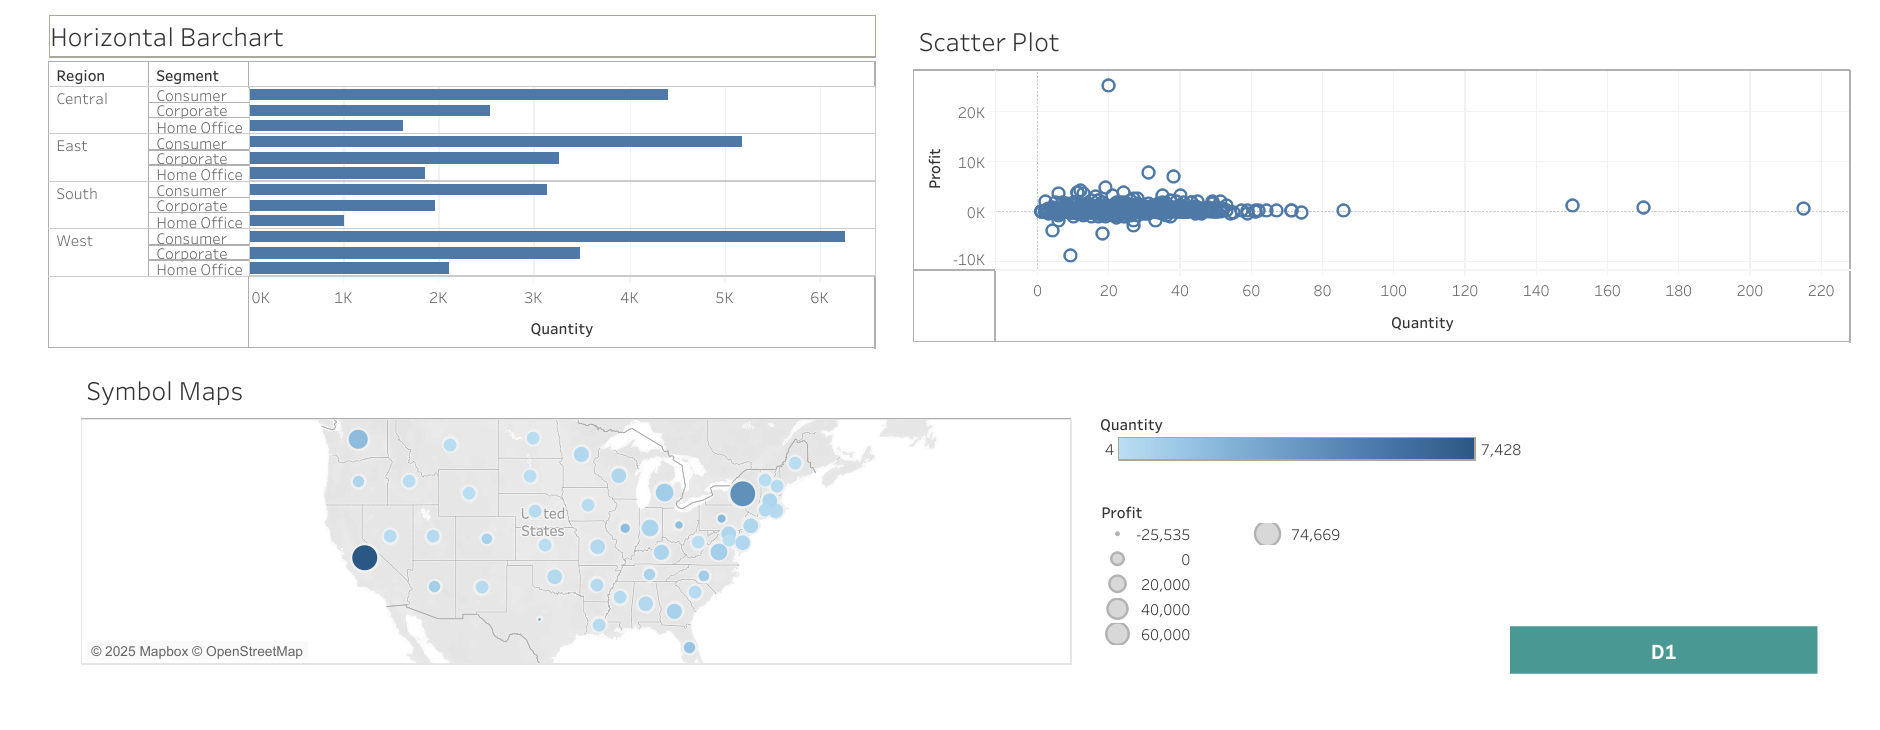 Horizontal Barchart
Region Segment
Central Consumer
Corporate
Home Office
East Consumer
Corporate
Home Office
South Consumer
Corporate
Home Office
West Consumer
Corporate
Home Office
0K 1K 2K 3K 4K 5K 6K
Quantity
Scatter Plot
Profit
20K
10K
0K
-10K
0 20 40 60 80 100 120 140 160 180 200 220
Quantity
Symbol Maps
States
© 2025 Mapbox © OpenStreetMap
Quantity
4 7,428
Profit
-25,535 74,669
0
20,000
40,000
60,000
D1